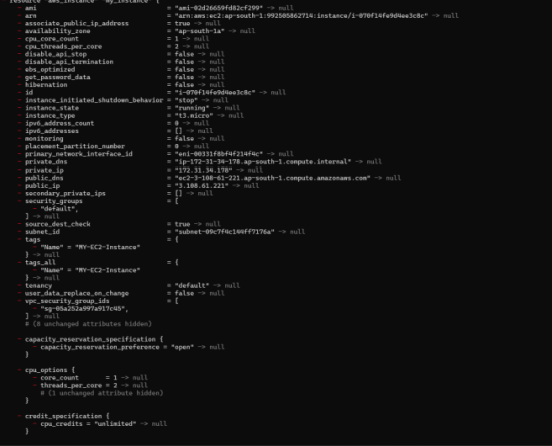 resource "aws_instance" "my_instance" {
- ami = "ami-02d26659fd82cf299" -> null
- arn = "arn:aws:ec2:ap-south-1:992505862714:instance/i-070f14fe9d4ee3c8c" -> null
- associate_public_ip_address = true -> null
- availability_zone = "ap-south-1a" -> null
- cpu_core_count = 1 -> null
- cpu_threads_per_core = 2 -> null
- disable_api_stop = false -> null
- disable_api_termination = false -> null
- ebs_optimized = false -> null
- get_password_data = false -> null
- hibernation = false -> null
- id = "i-070f14fe9d4ee3c8c" -> null
- instance_initiated_shutdown_behavior = "stop" -> null
- instance_state = "running" -> null
- instance_type = "t3.micro" -> null
- ipv6_address_count = 0 -> null
- ipv6_addresses = [] -> null
- monitoring = false -> null
- placement_partition_number = 0 -> null
- primary_network_interface_id = "eni-00331f8bf4f214f4c" -> null
- private_dns = "ip-172-31-34-178.ap-south-1.compute.internal" -> null
- private_ip = "172.31.34.178" -> null
- public_dns = "ec2-3-108-61-221.ap-south-1.compute.amazonaws.com" -> null
- public_ip = "3.108.61.221" -> null
- secondary_private_ips = [] -> null
- security_groups = [
- "default",
] -> null
- source_dest_check = true -> null
- subnet_id = "subnet-09c7f4c144ff7176a" -> null
- tags = {
- "Name" = "MY-EC2-Instance"
} -> null
- tags_all = {
- "Name" = "MY-EC2-Instance"
} -> null
- tenancy = "default" -> null
- user_data_replace_on_change = false -> null
- vpc_security_group_ids = [
- "sg-05a252a997a917c45",
] -> null
# (8 unchanged attributes hidden)
- capacity_reservation_specification {
- capacity_reservation_preference = "open" -> null
}
- cpu_options {
- core_count = 1 -> null
- threads_per_core = 2 -> null
# (1 unchanged attribute hidden)
}
- credit_specification {
- cpu_credits = "unlimited" -> null
}